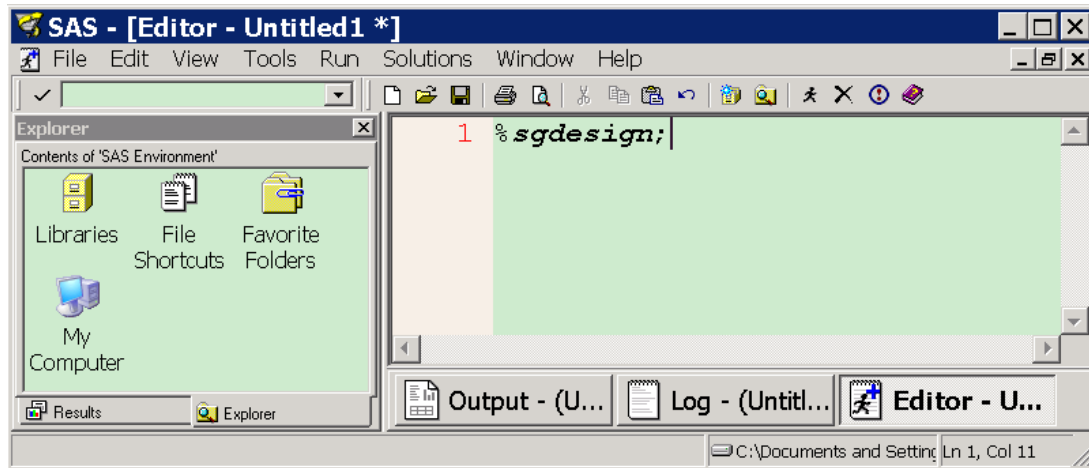 SAS - [Editor - Untitled1 *]
File Edit View Tools Run Solutions Window Help
Explorer
Contents of 'SAS Environment'
1 %sgdesign;
Libraries
File Shortcuts
Favorite Folders
My Computer
Results
Explorer
Output - (U...
Log - (Untitl...
Editor - U...
C:\Documents and Setting
Ln 1, Col 11